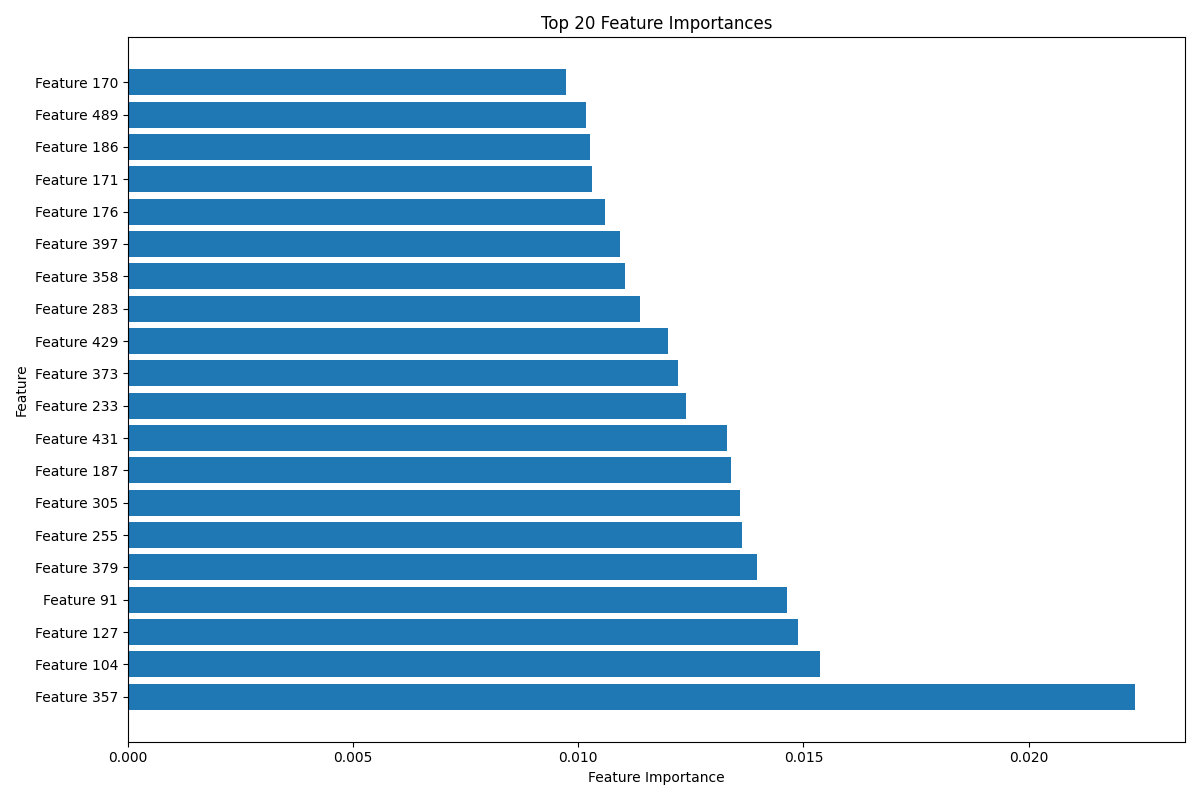 Top 20 Feature Importances
Feature 170
Feature 489
Feature 186
Feature 171
Feature 176
Feature 397
Feature 358
Feature 283
Feature 429
Feature 373
Feature 233
Feature 431
Feature 187
Feature 305
Feature 255
Feature 379
Feature 91
Feature 127
Feature 104
Feature 357
Feature
0.000 0.005 0.010 0.015 0.020
Feature Importance